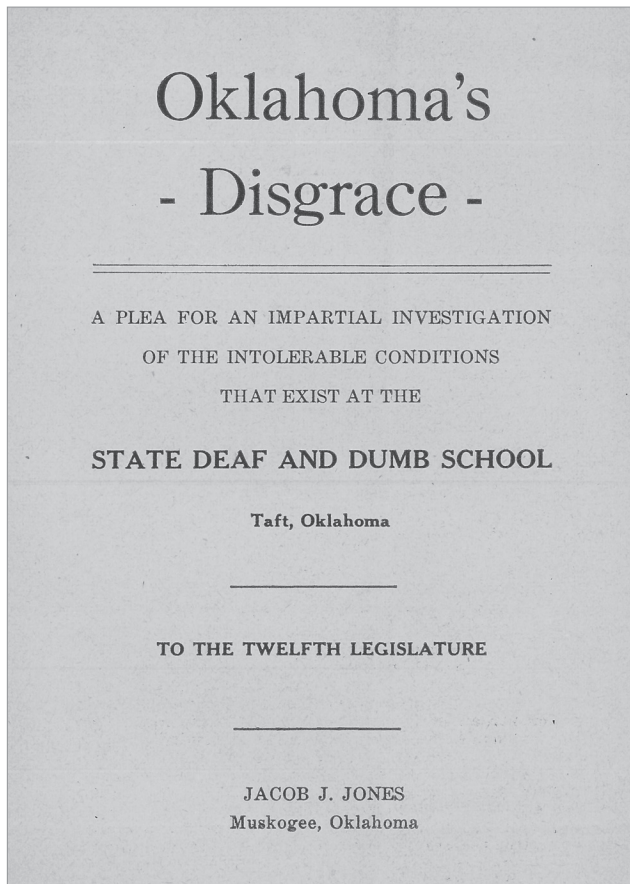 Oklahoma's
- Disgrace -
A PLEA FOR AN IMPARTIAL INVESTIGATION
OF THE INTOLERABLE CONDITIONS
THAT EXIST AT THE
STATE DEAF AND DUMB SCHOOL
Taft, Oklahoma
TO THE TWELFTH LEGISLATURE
JACOB J. JONES
Muskogee, Oklahoma